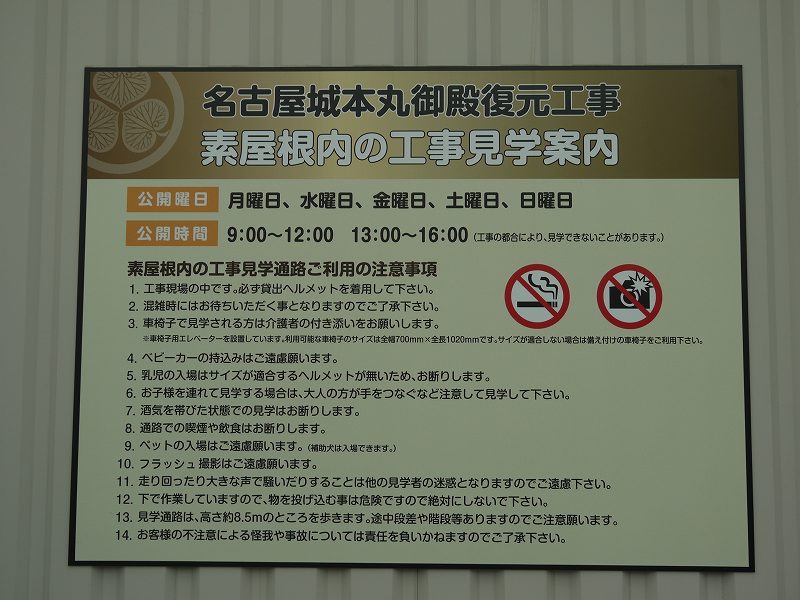 名古屋城本丸御殿復元工事
素屋根内の工事見学案内
公開曜日 月曜日、水曜日、金曜日、土曜日、日曜日
公開時間 9:00～12:00 13:00～16:00(工事の都合により、見学できないことがあります。)
素屋根内の工事見学通路ご利用の注意事項
1. 工事現場の中です。必ず貸出ヘルメットを着用して下さい。
2. 混雑時にはお待ちいただく事となりますのでご了承下さい。
3. 車椅子で見学される方は介護者の付き添いをお願いします。
※車椅子用エレベーターを設置しています。利用可能な車椅子のサイズは全幅700mm×全長1020mmです。サイズが適合しない場合は備え付けの車椅子をご利用下さい。
4. ベビーカーの持込みはご遠慮願います。
5. 乳児の入場はサイズが適合するヘルメットが無いため、お断りします。
6. お子様を連れて見学する場合は、大人の方が手をつなぐなど注意して見学して下さい。
7. 酒気を帯びた状態での見学はお断りします。
8. 通路での喫煙や飲食はお断りします。
9. ペットの入場はご遠慮願います。(補助犬は入場できます。)
10. フラッシュ撮影はご遠慮願います。
11. 走り回ったり大きな声で騒いだりすることは他の見学者の迷惑となりますのでご遠慮下さい。
12. 下で作業していますので、物を投げ込む事は危険ですので絶対にしないで下さい。
13. 見学通路は、高さ約8.5mのところを歩きます。途中段差や階段等ありますのでご注意願います。
14. お客様の不注意による怪我や事故については責任を負いかねますのでご了承下さい。